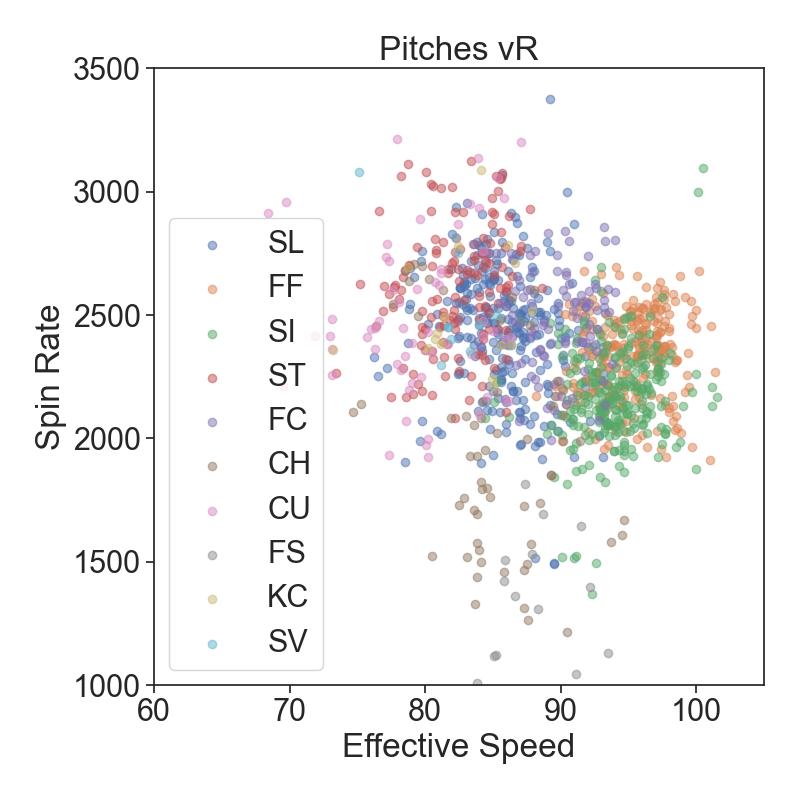 Pitches vR
3500
3000
2500
2000
1500
1000
Spin Rate
SL
FF
SI
ST
FC
CH
CU
FS
KC
SV
60 70 80 90 100
Effective Speed